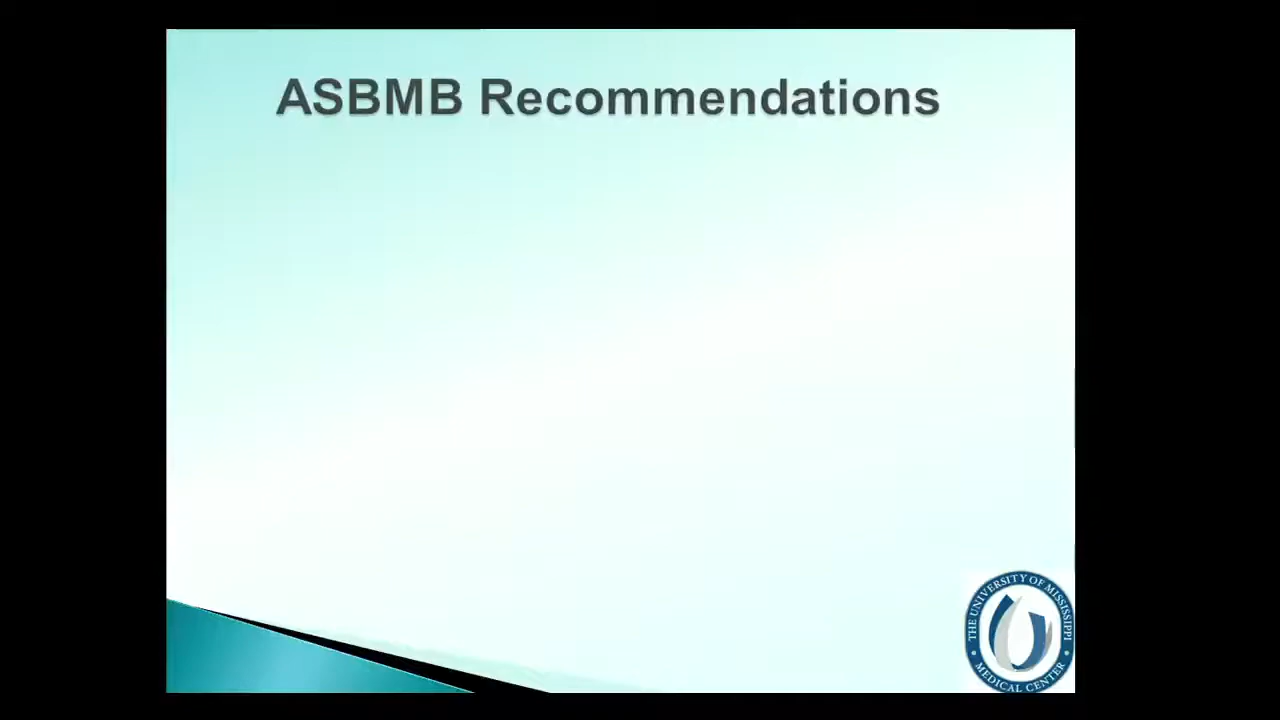 ASBMB Recommendations
THE UNIVERSITY OF MISSISSIPPI
MEDICAL CENTER